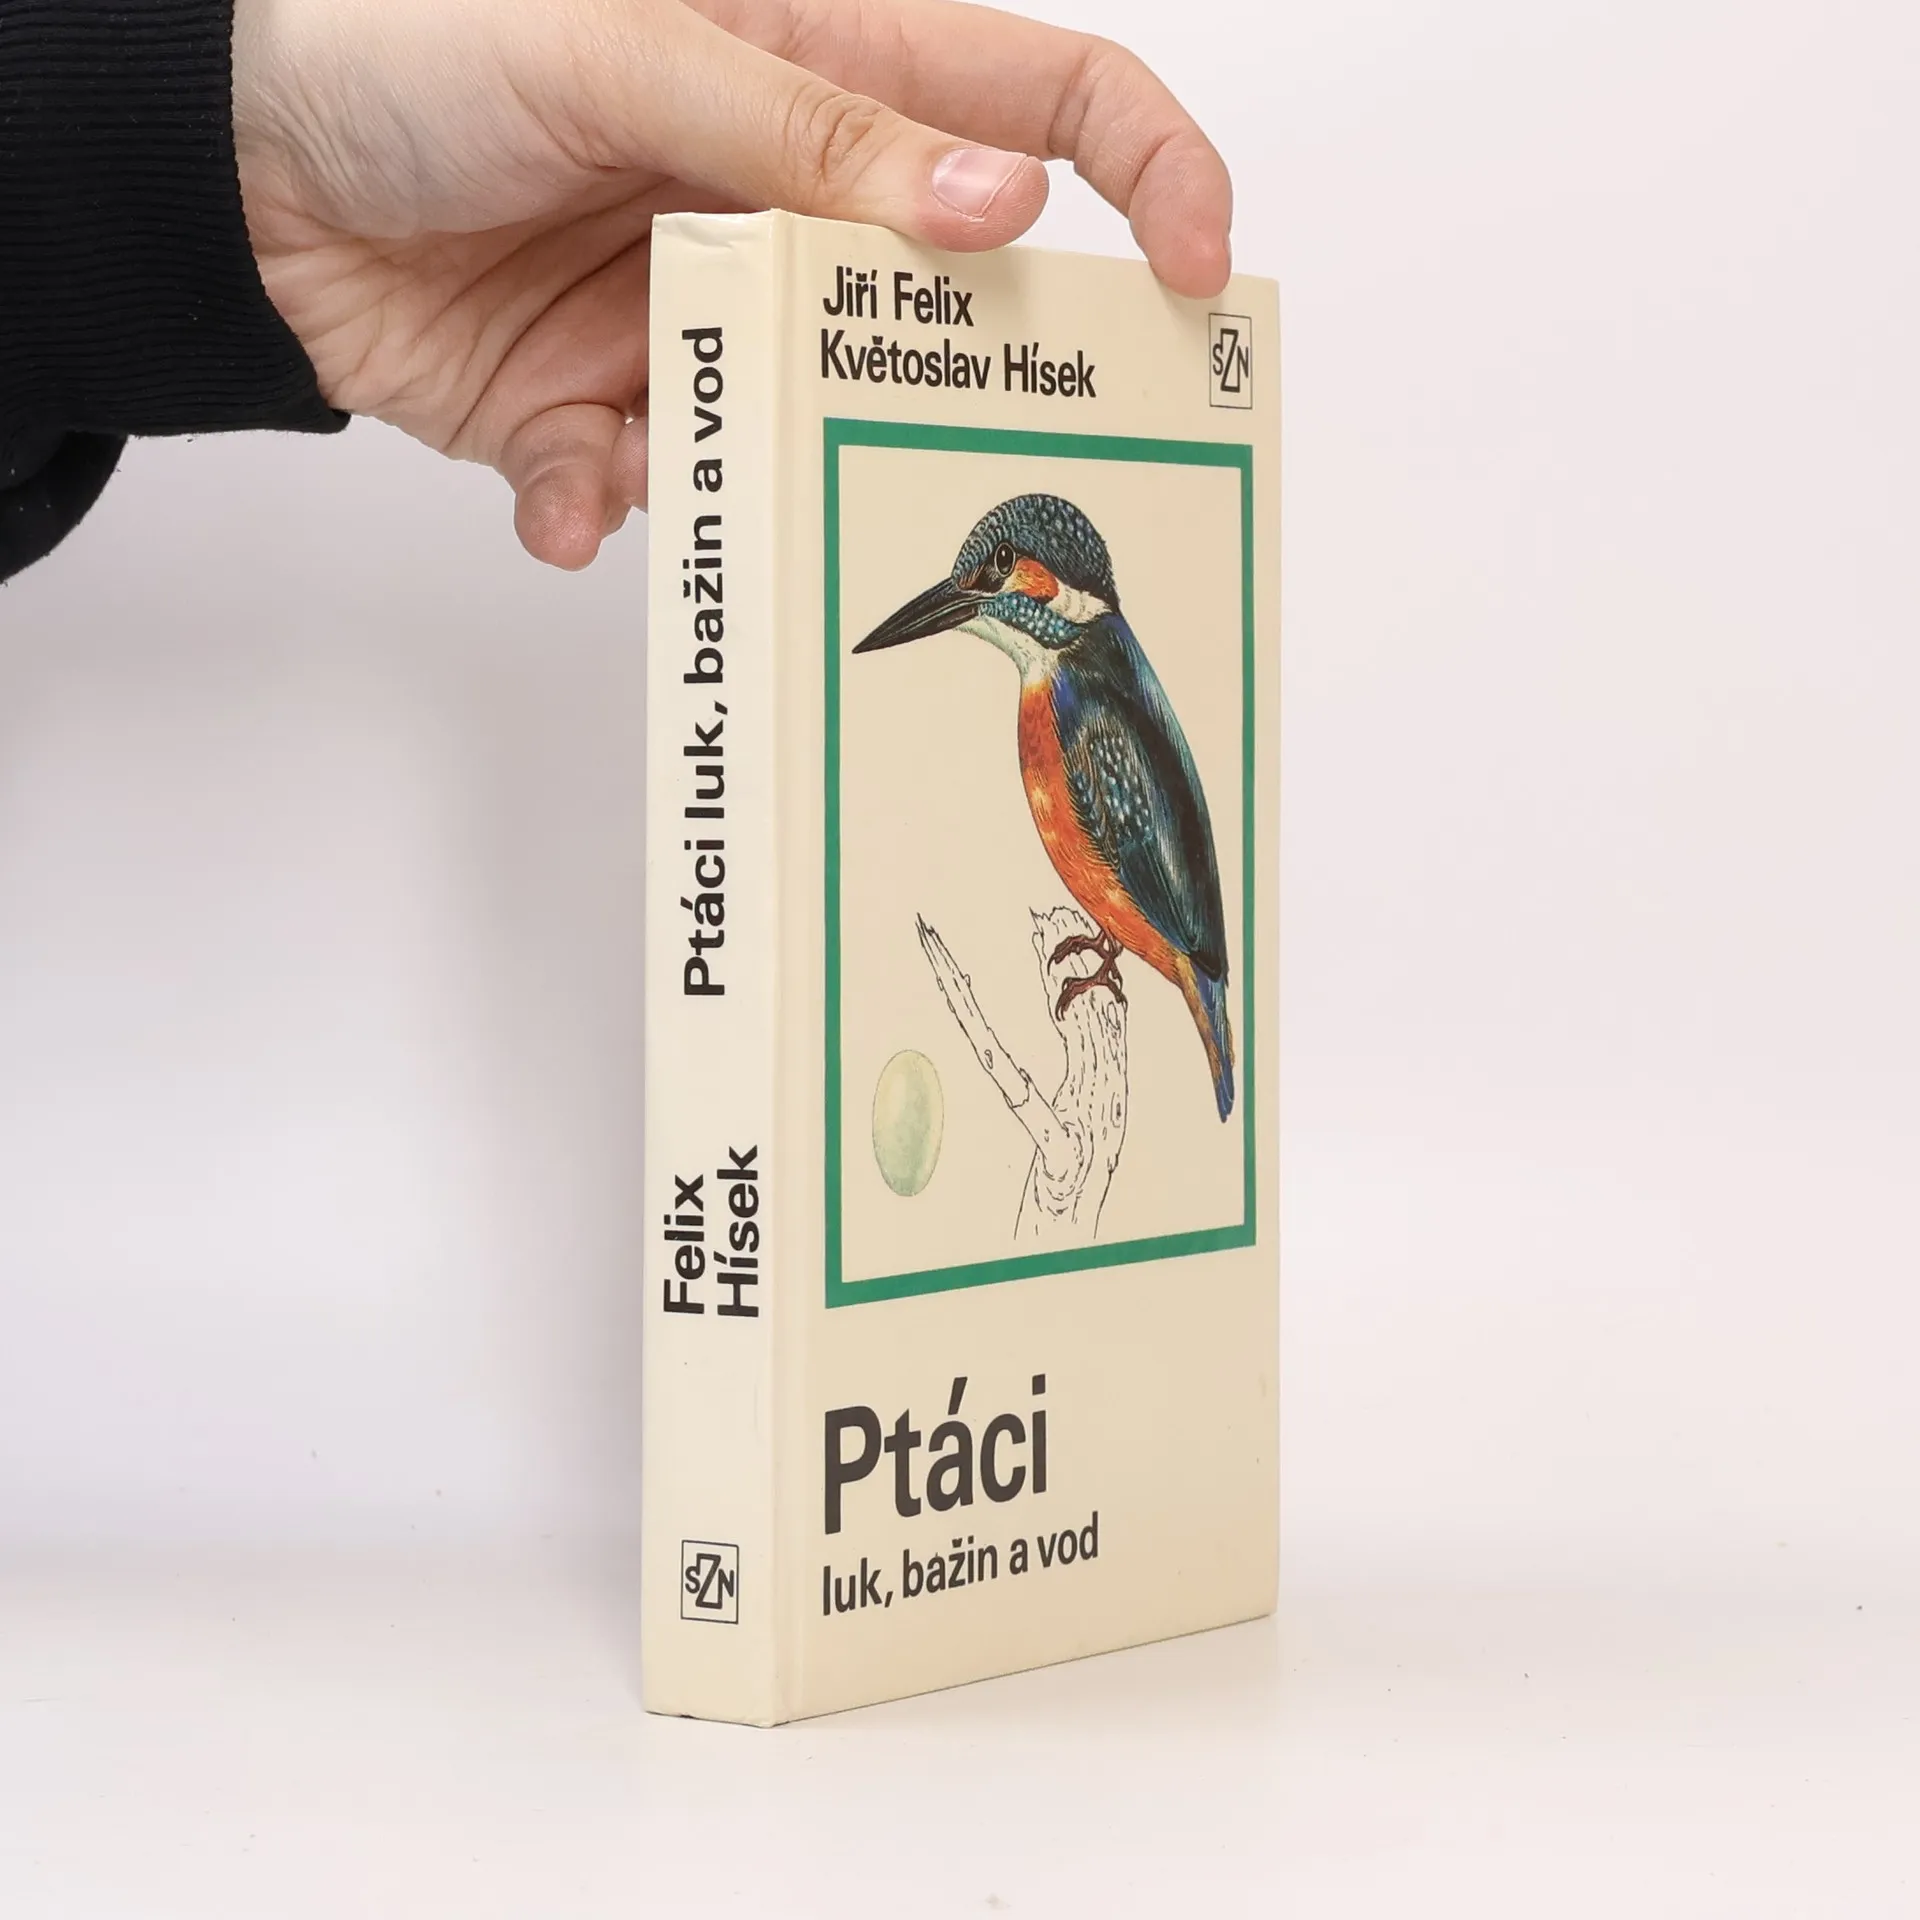 Jiří Felix
Květoslav Hísek
SZN
Ptáci
luk, bažin a vod
Ptáci luk, bažin a vod
Felix
Hísek
SZN